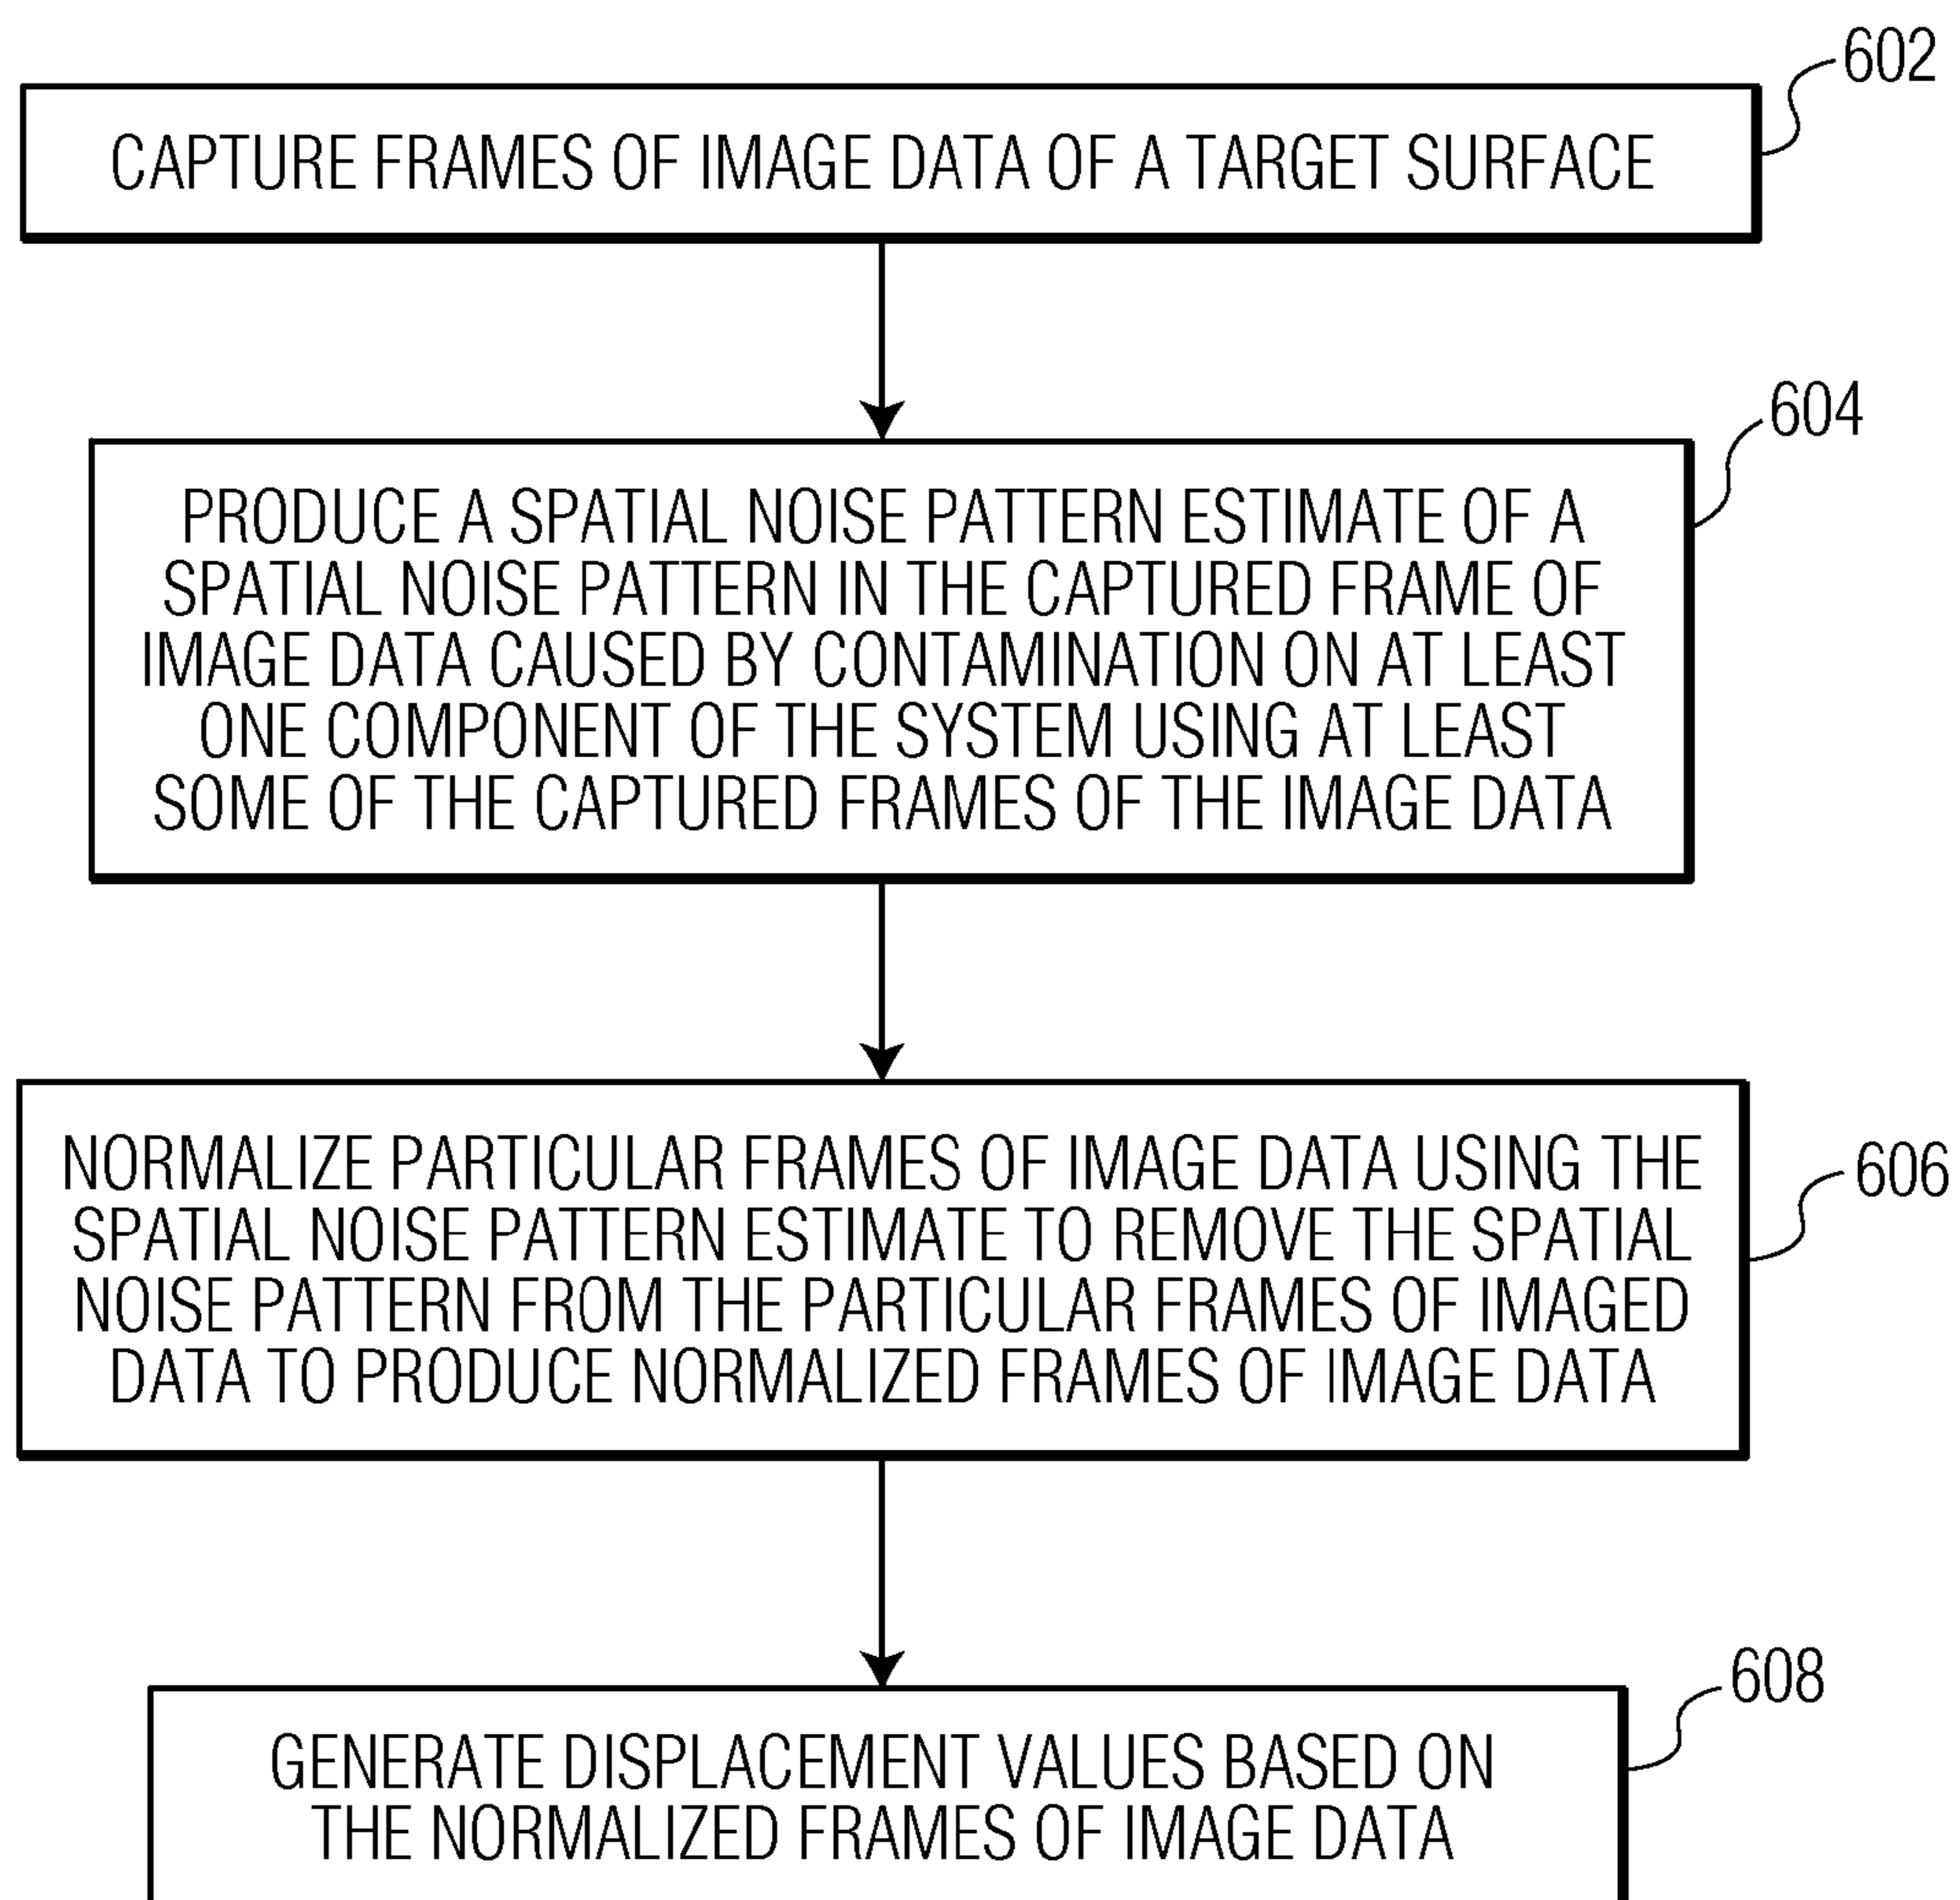 602
CAPTURE FRAMES OF IMAGE DATA OF A TARGET SURFACE
604
PRODUCE A SPATIAL NOISE PATTERN ESTIMATE OF A
SPATIAL NOISE PATTERN IN THE CAPTURED FRAME OF
IMAGE DATA CAUSED BY CONTAMINATION ON AT LEAST
ONE COMPONENT OF THE SYSTEM USING AT LEAST
SOME OF THE CAPTURED FRAMES OF THE IMAGE DATA
606
NORMALIZE PARTICULAR FRAMES OF IMAGE DATA USING THE
SPATIAL NOISE PATTERN ESTIMATE TO REMOVE THE SPATIAL
NOISE PATTERN FROM THE PARTICULAR FRAMES OF IMAGED
DATA TO PRODUCE NORMALIZED FRAMES OF IMAGE DATA
608
GENERATE DISPLACEMENT VALUES BASED ON
THE NORMALIZED FRAMES OF IMAGE DATA